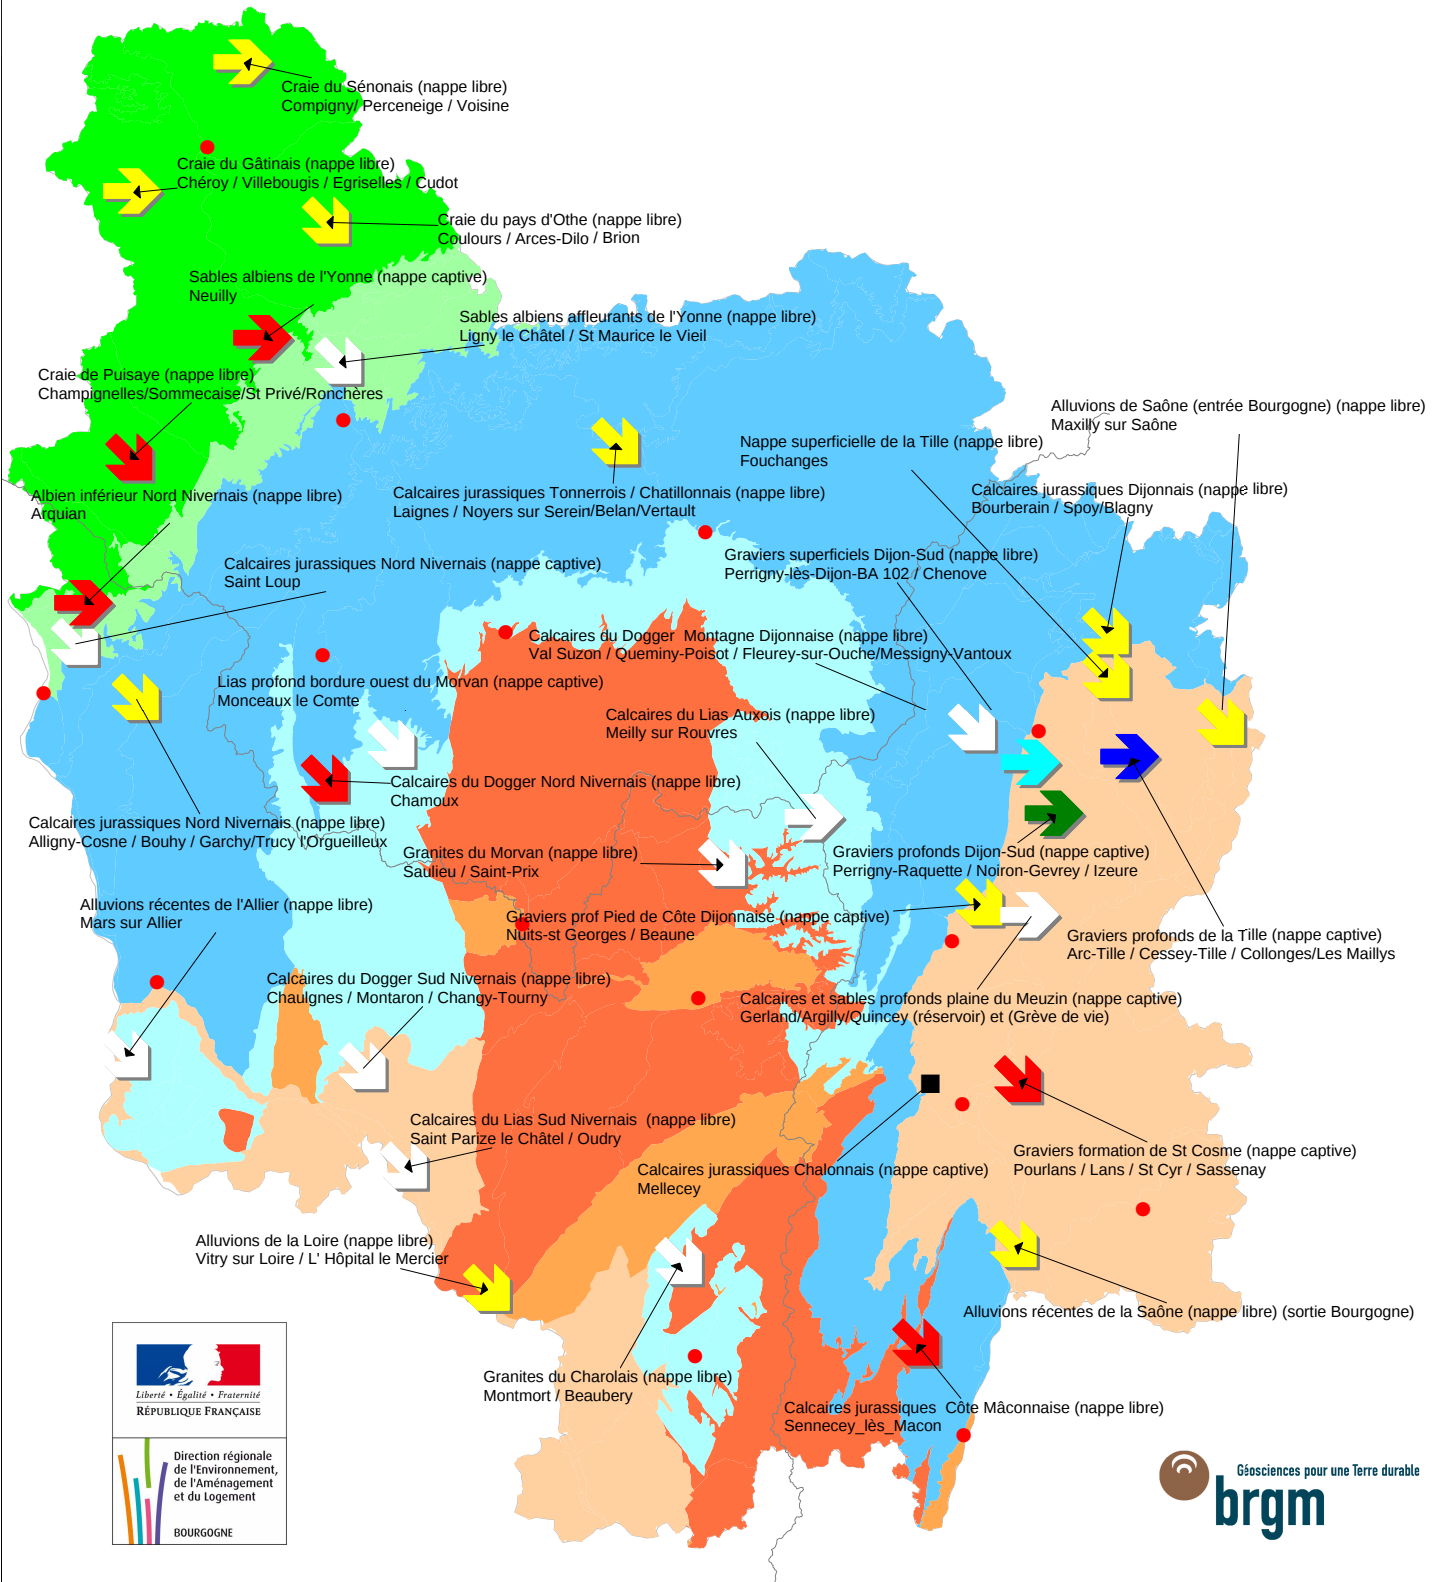 Craie du Sénonais (nappe libre)
Compigny/ Perceneige / Voisine
Craie du Gâtinais (nappe libre)
Chéroy / Villebougis / Egriselles / Cudot
Craie du pays d'Othe (nappe libre)
Coulours / Arces-Dilo / Brion
Sables albiens de l'Yonne (nappe captive)
Neuilly
Sables albiens affleurants de l'Yonne (nappe libre)
Ligny le Châtel / St Maurice le Vieil
Craie de Puisaye (nappe libre)
Champignelles/Sommecaise/St Privé/Ronchères
Alluvions de Saône (entrée Bourgogne) (nappe libre)
Maxilly sur Saône
Nappe superficielle de la Tille (nappe libre)
Fouchanges
Calcaires jurassiques Dijonnais (nappe libre)
Bourberain / Spoy/Blagny
Albien inférieur Nord Nivernais (nappe libre)
Arquian
Calcaires jurassiques Tonnerrois / Chatillonnais (nappe libre)
Laignes / Noyers sur Serein/Belan/Vertault
Graviers superficiels Dijon-Sud (nappe libre)
Perrigny-lès-Dijon-BA 102 / Chenove
Calcaires jurassiques Nord Nivernais (nappe captive)
Saint Loup
Calcaires du Dogger  Montagne Dijonnaise (nappe libre)
Val Suzon / Queminy-Poisot / Fleurey-sur-Ouche/Messigny-Vantoux
Lias profond bordure ouest du Morvan (nappe captive)
Monceaux le Comte
Calcaires du Lias Auxois (nappe libre)
Meilly sur Rouvres
Calcaires du Dogger Nord Nivernais (nappe libre)
Chamoux
Calcaires jurassiques Nord Nivernais (nappe libre)
Alligny-Cosne / Bouhy / Garchy/Trucy l'Orgueilleux
Granites du Morvan (nappe libre)
Saulieu / Saint-Prix
Graviers profonds Dijon-Sud (nappe captive)
Perrigny-Raquette / Noiron-Gevrey / Izeure
Alluvions récentes de l'Allier (nappe libre)
Mars sur Allier
Graviers prof Pied de Côte Dijonnaise (nappe captive)
Nuits-st Georges / Beaune
Graviers profonds de la Tille (nappe captive)
Arc-Tille / Cessey-Tille / Collonges/Les Maillys
Calcaires du Dogger Sud Nivernais (nappe libre)
Chaulgnes / Montaron / Changy-Tourny
Calcaires et sables profonds plaine du Meuzin (nappe captive)
Gerland/Argilly/Quincey (réservoir) et (Grève de vie)
Calcaires du Lias Sud Nivernais  (nappe libre)
Saint Parize le Châtel / Oudry
Graviers formation de St Cosme (nappe captive)
Pourlans / Lans / St Cyr / Sassenay
Calcaires jurassiques Chalonnais (nappe captive)
Mellecey
Alluvions de la Loire (nappe libre)
Vitry sur Loire / L' Hôpital le Mercier
Alluvions récentes de la Saône (nappe libre) (sortie Bourgogne)
Granites du Charolais (nappe libre)
Montmort / Beaubery
Calcaires jurassiques  Côte Mâconnaise (nappe libre)
Sennecey_lès_Macon
Liberté • Égalité • Fraternité
RÉPUBLIQUE FRANÇAISE
Direction régionale
de l'Environnement,
de l'Aménagement
et du Logement
BOURGOGNE
Géosciences pour une Terre durable
brgm